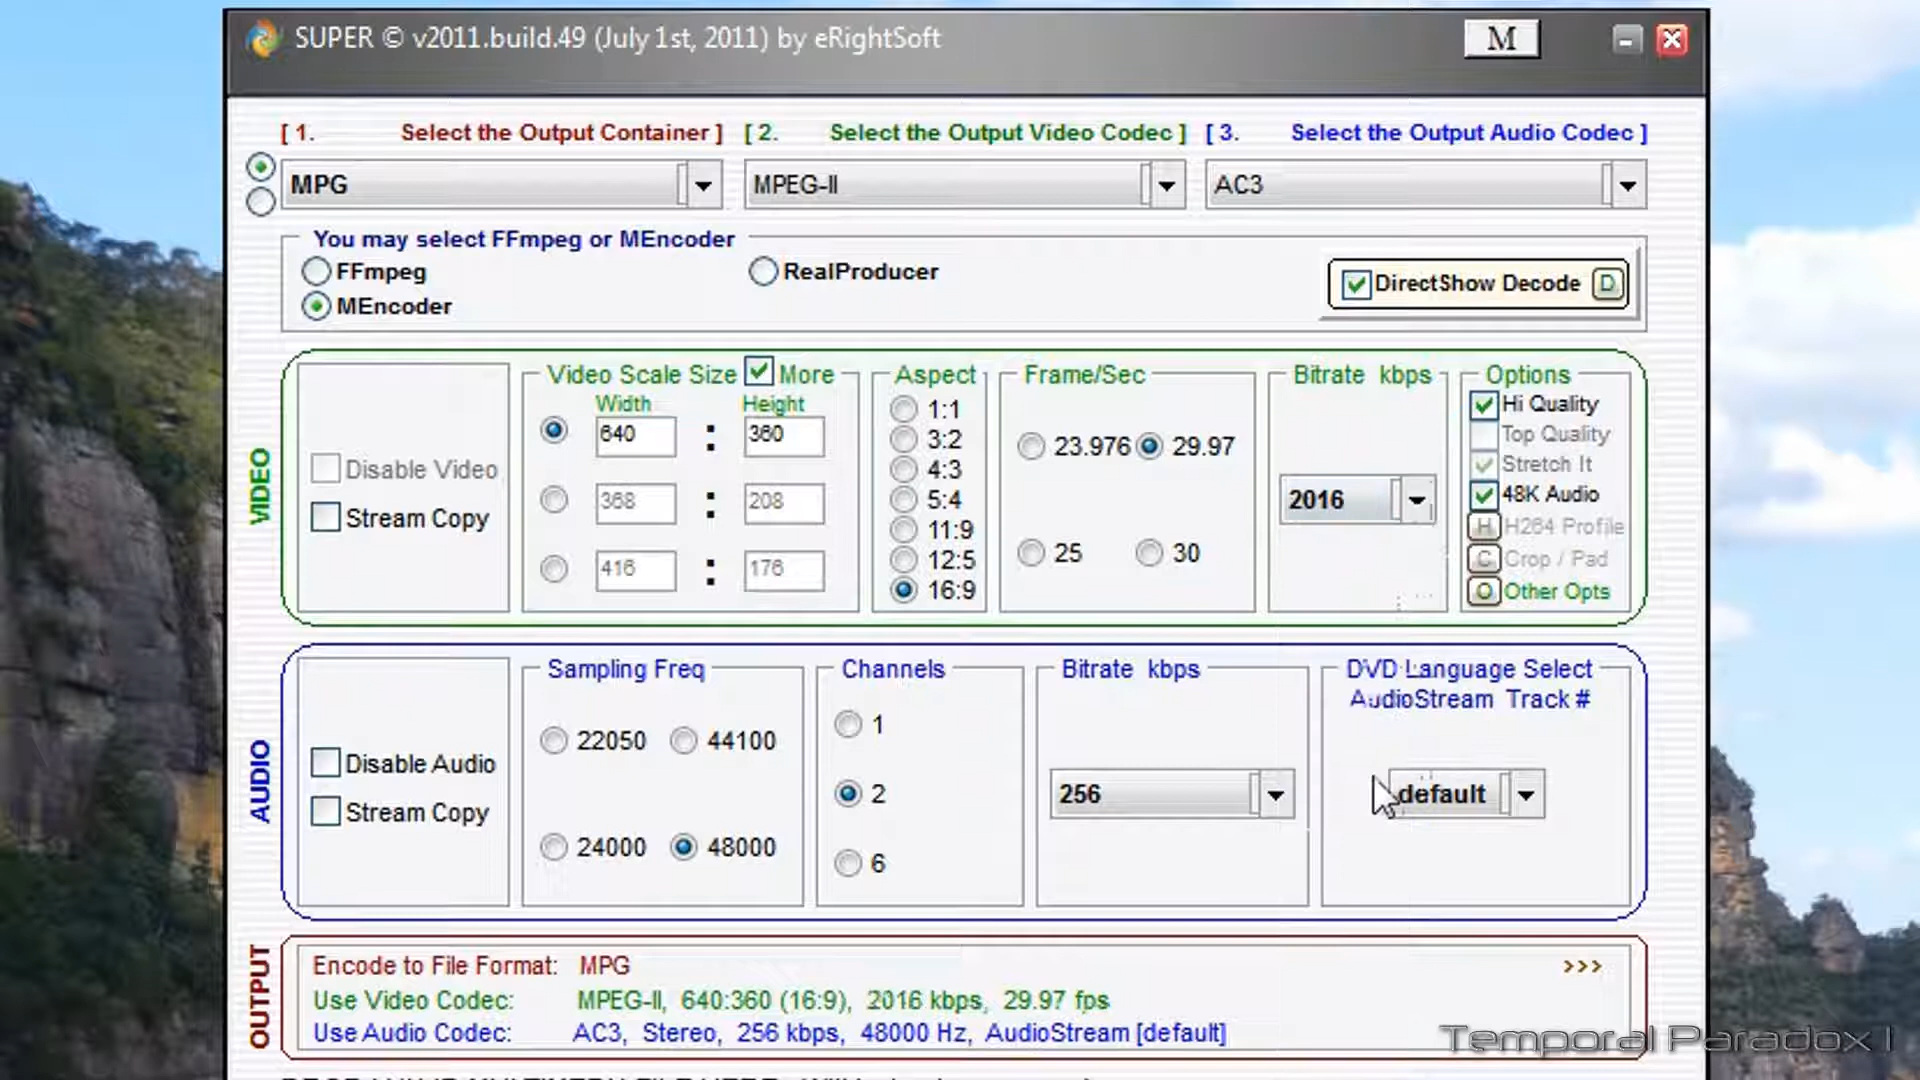 SUPER © v2011.build.49 (July 1st, 2011) by eRightSoft
M
[ 1. Select the Output Container ] [ 2. Select the Output Video Codec ] [ 3. Select the Output Audio Codec ]
MPG MPEG-II AC3
You may select FFmpeg or MEncoder
FFmpeg RealProducer
MEncoder
DirectShow Decode D
VIDEO
Disable Video
Stream Copy
Video Scale Size More
Width Height
640 : 360
368 : 208
416 : 176
Aspect
1:1
3:2
4:3
5:4
11:9
12:5
16:9
Frame/Sec
23.976 29.97
25 30
Bitrate kbps
2016
Options
Hi Quality
Top Quality
Stretch It
48K Audio
H H264 Profile
C Crop / Pad
O Other Opts
AUDIO
Disable Audio
Stream Copy
Sampling Freq
22050 44100
24000 48000
Channels
1
2
6
Bitrate kbps
256
DVD Language Select
AudioStream Track #
default
OUTPUT
Encode to File Format: MPG >>>
Use Video Codec: MPEG-II, 640:360 (16:9), 2016 kbps, 29.97 fps
Use Audio Codec: AC3, Stereo, 256 kbps, 48000 Hz, AudioStream [default]
Temporal Paradox I